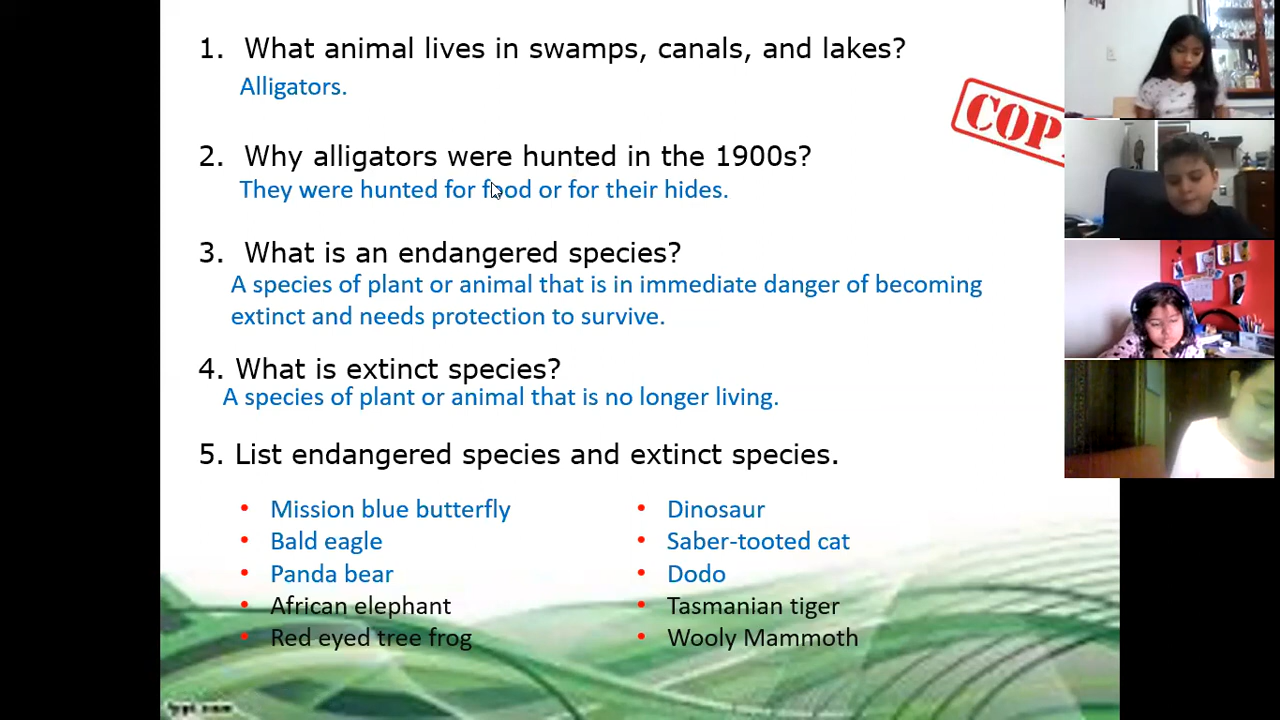 1. What animal lives in swamps, canals, and lakes?
Alligators.
COP
2. Why alligators were hunted in the 1900s?
They were hunted for food or for their hides.
3. What is an endangered species?
A species of plant or animal that is in immediate danger of becoming
extinct and needs protection to survive.
4. What is extinct species?
A species of plant or animal that is no longer living.
5. List endangered species and extinct species.
• Mission blue butterfly
• Bald eagle
• Panda bear
• African elephant
• Red eyed tree frog
• Dinosaur
• Saber-tooted cat
• Dodo
• Tasmanian tiger
• Wooly Mammoth
fppt.com